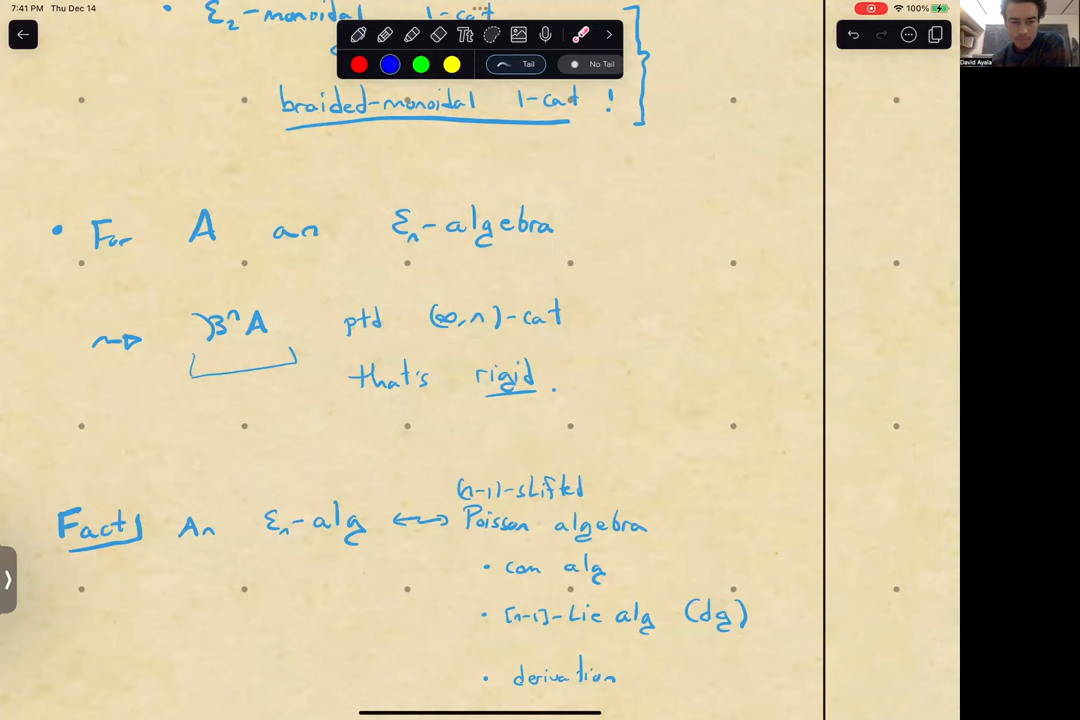 7:41 PM Thu Dec 14
100%
• ℰ₂-monoidal 1-cat
Tt
Tail
No Tail
David Ayala
braided-monoidal 1-cat !
• For A an ℰₙ-algebra
⇝ 𝔅ⁿA ptd (∞,n)-cat
that's rigid.
(n-1)-shifted
Fact] An ℰₙ-alg ↔ Poisson algebra
• com alg
• [n-1]-Lie alg (dg)
• derivation